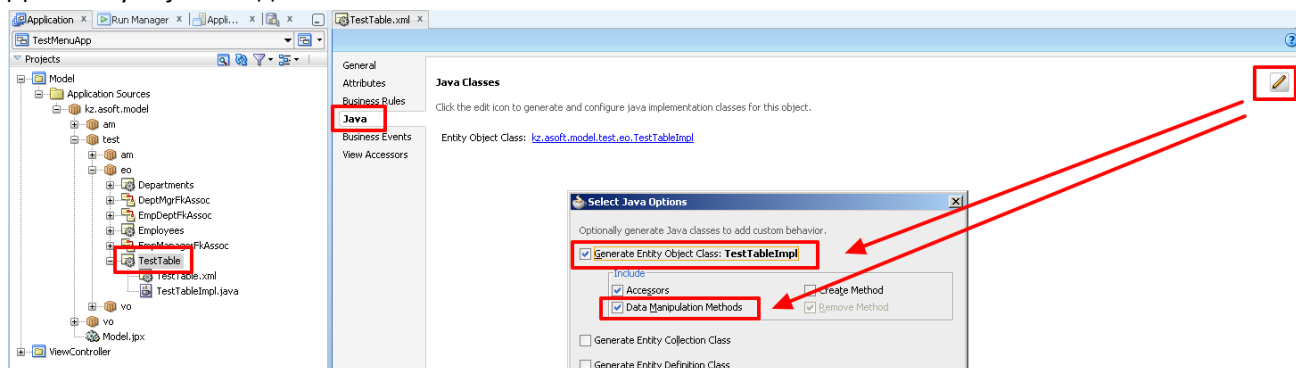 Application
Run Manager
Appli...
TestTable.xml
TestMenuApp
Projects
Model
Application Sources
kz.asoft.model
am
test
am
eo
Departments
DeptMgrFkAssoc
EmpDeptFkAssoc
Employees
EmpManagerFkAssoc
TestTable
TestTable.xml
TestTableImpl.java
vo
vo
Model.jpx
ViewController
General
Attributes
Business Rules
Java
Business Events
View Accessors
Java Classes
Click the edit icon to generate and configure java implementation classes for this object.
Entity Object Class: kz.asoft.model.test.eo.TestTableImpl
Select Java Options
Optionally generate Java classes to add custom behavior.
Generate Entity Object Class: TestTableImpl
Include
Accessors
Create Method
Data Manipulation Methods
Remove Method
Generate Entity Collection Class
Generate Entity Definition Class